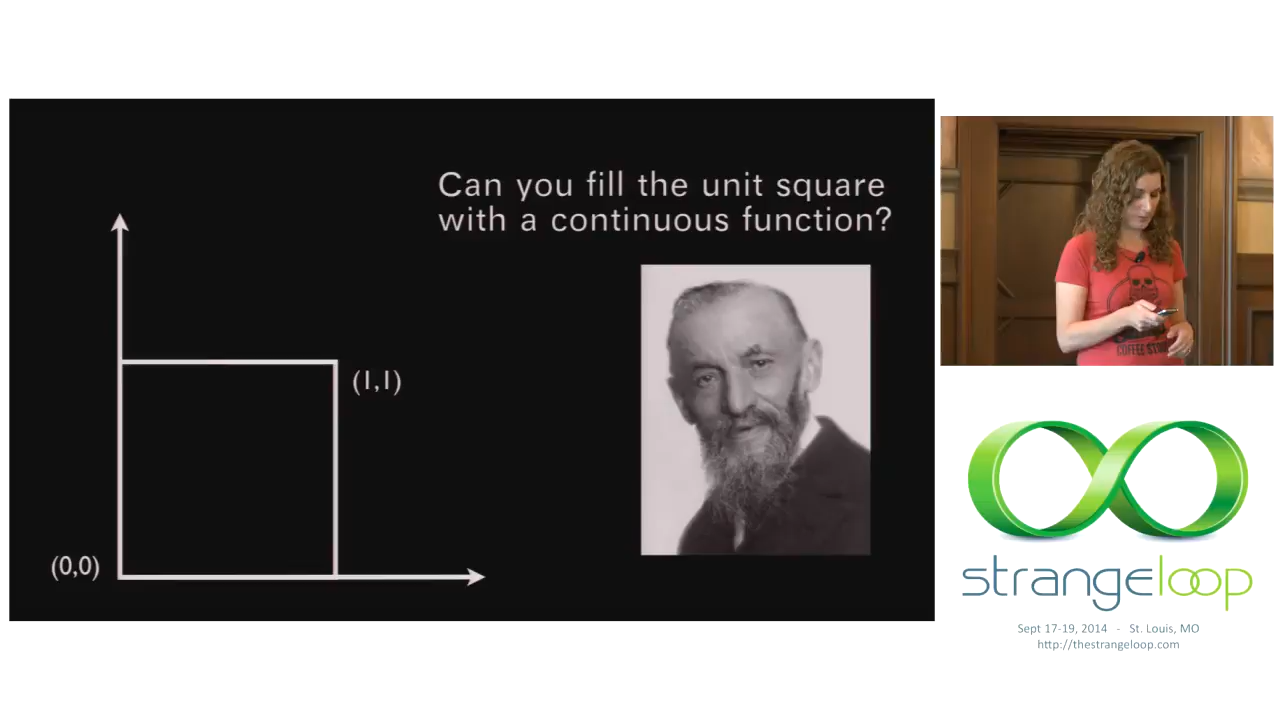 Can you fill the unit square
with a continuous function?
(1,1)
(0,0)
COFFEE
strangeloop
Sept 17-19, 2014 - St. Louis, MO
http://thestrangeloop.com